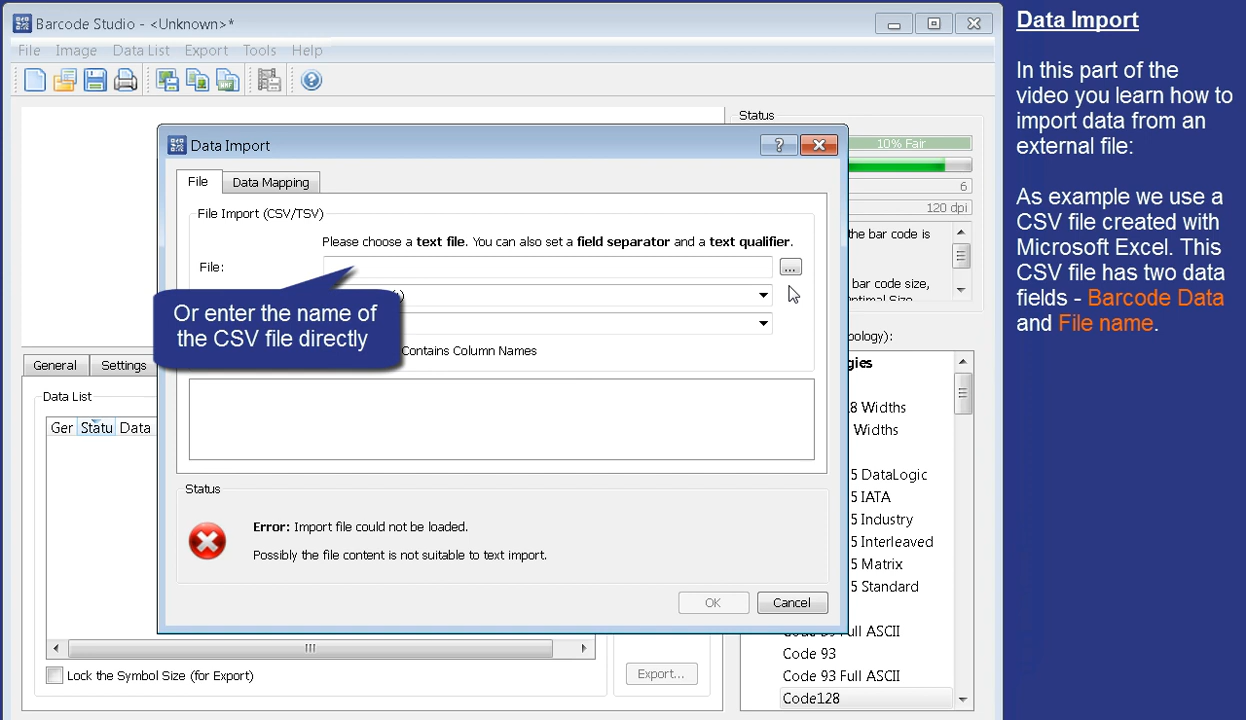 Barcode Studio - <Unknown>*
File Image Data List Export Tools Help
Data Import
File Data Mapping
File Import (CSV/TSV)
Please choose a text file. You can also set a field separator and a text qualifier.
File:
...
Or enter the name of
the CSV file directly
Contains Column Names
Status
Error: Import file could not be loaded.
Possibly the file content is not suitable to text import.
OK Cancel
General Settings
Data List
Ger Statu Data
Lock the Symbol Size (for Export)
Export...
Status
10% Fair
6
120 dpi
the bar code is
bar code size,
8 Widths
Widths
5 DataLogic
5 IATA
5 Industry
5 Interleaved
5 Matrix
5 Standard
Full ASCII
Code 93
Code 93 Full ASCII
Code128
Data Import
In this part of the
video you learn how to
import data from an
external file:
As example we use a
CSV file created with
Microsoft Excel. This
CSV file has two data
fields - Barcode Data
and File name.